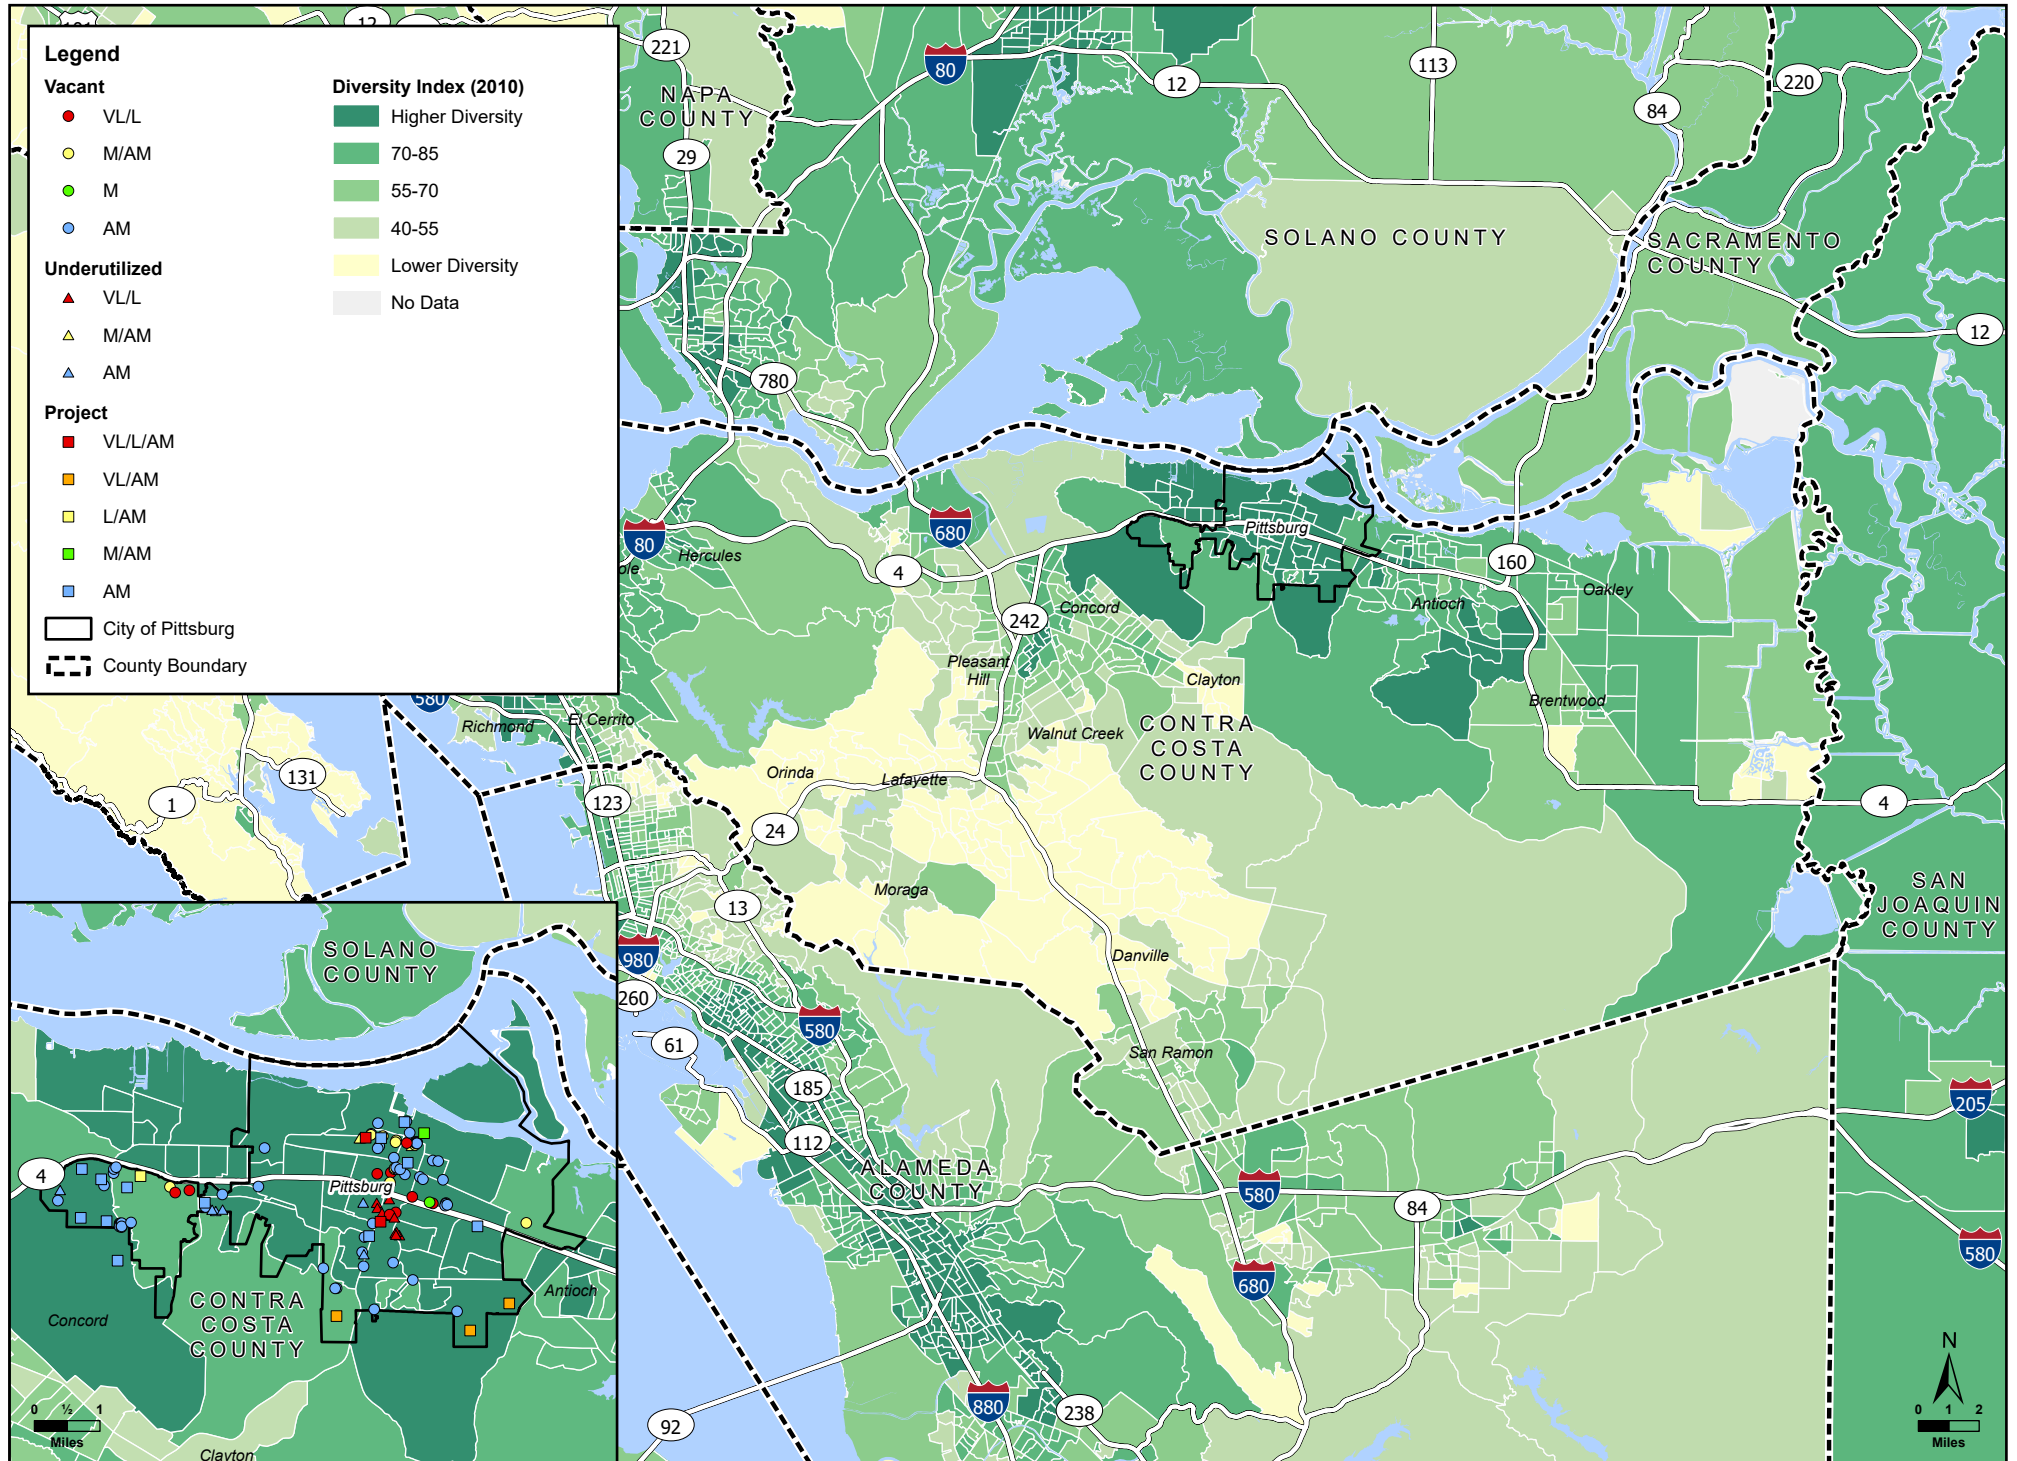 Legend
Vacant
VL/L
M/AM
M
AM
Underutilized
VL/L
M/AM
AM
Project
VL/L/AM
VL/AM
L/AM
M/AM
AM
City of Pittsburg
County Boundary
Diversity Index (2010)
Higher Diversity
70-85
55-70
40-55
Lower Diversity
No Data
12
221
NAPA
COUNTY
29
80
12
113
84
220
SOLANO COUNTY
SACRAMENTO
COUNTY
12
780
80
Hercules
680
4
242
Concord
Pittsburg
160
Antioch
Oakley
Pleasant
Hill
Clayton
Brentwood
580
Richmond
El Cerrito
Walnut Creek
CONTRA
COSTA
COUNTY
Orinda
Lafayette
131
1
123
24
4
Moraga
13
SAN
JOAQUIN
COUNTY
980
Danville
260
580
61
San Ramon
185
205
112
ALAMEDA
COUNTY
580
84
580
680
880
238
92
N
0 1 2
Miles
SOLANO
COUNTY
4
Pittsburg
Antioch
CONTRA
COSTA
COUNTY
Concord
0 ½ 1
Miles
Clayton